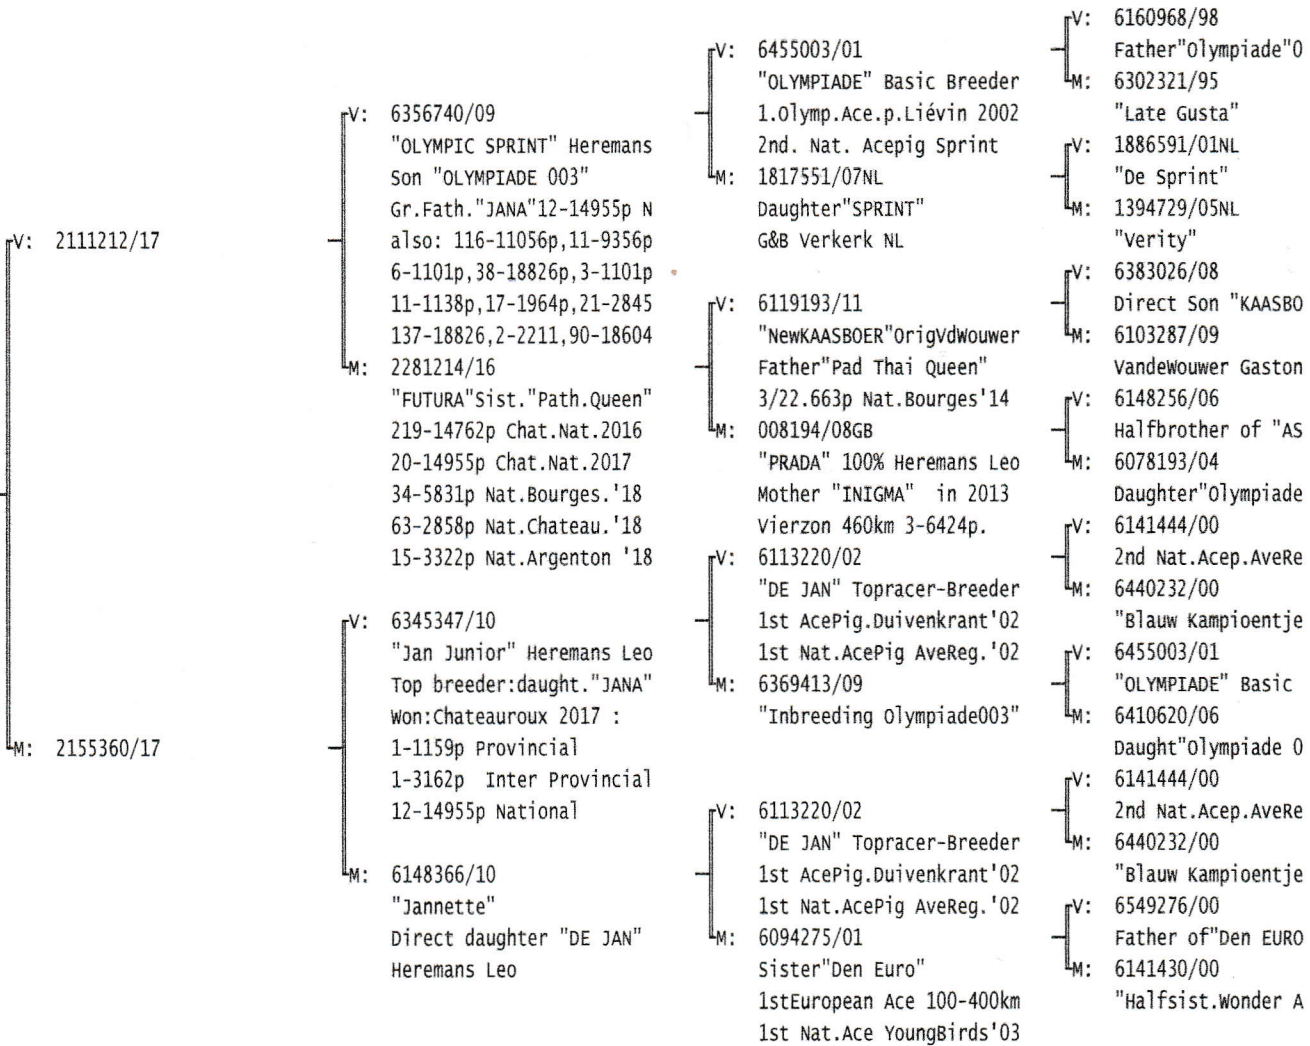 V: 2111212/17
M: 2155360/17
V: 6356740/09
"OLYMPIC SPRINT" Heremans
Son "OLYMPIADE 003"
Gr.Fath."JANA"12-14955p N
also: 116-11056p,11-9356p
6-1101p,38-18826p,3-1101p
11-1138p,17-1964p,21-2845
137-18826,2-2211,90-18604
M: 2281214/16
"FUTURA"Sist."Path.Queen"
219-14762p Chat.Nat.2016
20-14955p Chat.Nat.2017
34-5831p Nat.Bourges.'18
63-2858p Nat.Chateau.'18
15-3322p Nat.Argenton '18
V: 6345347/10
"Jan Junior" Heremans Leo
Top breeder:daught."JANA"
Won:Chateauroux 2017 :
1-1159p Provincial
1-3162p Inter Provincial
12-14955p National
M: 6148366/10
"Jannette"
Direct daughter "DE JAN"
Heremans Leo
V: 6455003/01
"OLYMPIADE" Basic Breeder
1.Olymp.Ace.p.Liévin 2002
2nd. Nat. Acepig Sprint
M: 1817551/07NL
Daughter"SPRINT"
G&B Verkerk NL
V: 6119193/11
"NewKAASBOER"OrigVdWouwer
Father"Pad Thai Queen"
3/22.663p Nat.Bourges'14
M: 008194/08GB
"PRADA" 100% Heremans Leo
Mother "INIGMA" in 2013
Vierzon 460km 3-6424p.
V: 6113220/02
"DE JAN" Topracer-Breeder
1st AcePig.Duivenkrant'02
1st Nat.AcePig AveReg.'02
M: 6369413/09
"Inbreeding Olympiade003"
V: 6113220/02
"DE JAN" Topracer-Breeder
1st AcePig.Duivenkrant'02
1st Nat.AcePig AveReg.'02
M: 6094275/01
Sister"Den Euro"
1stEuropean Ace 100-400km
1st Nat.Ace YoungBirds'03
V: 6160968/98
Father"Olympiade"0
M: 6302321/95
"Late Gusta"
V: 1886591/01NL
"De Sprint"
M: 1394729/05NL
"Verity"
V: 6383026/08
Direct Son "KAASBO
M: 6103287/09
VandeWouwer Gaston
V: 6148256/06
Halfbrother of "AS
M: 6078193/04
Daughter"Olympiade
V: 6141444/00
2nd Nat.Acep.AveRe
M: 6440232/00
"Blauw Kampioentje
V: 6455003/01
"OLYMPIADE" Basic
M: 6410620/06
Daught"Olympiade 0
V: 6141444/00
2nd Nat.Acep.AveRe
M: 6440232/00
"Blauw Kampioentje
V: 6549276/00
Father of"Den EURO
M: 6141430/00
"Halfsist.Wonder A